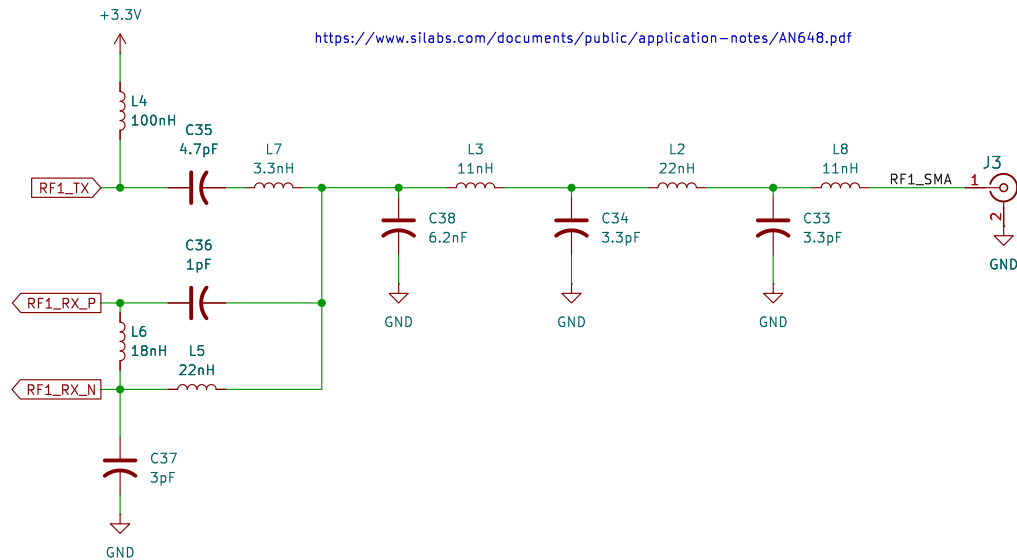 +3.3V
https://www.silabs.com/documents/public/application-notes/AN648.pdf
L4
100nH
C35
4.7pF
L7
3.3nH
L3
11nH
L2
22nH
L8
11nH
J3
RF1_TX
RF1_SMA
1
2
C38
6.2nF
C34
3.3pF
C33
3.3pF
GND
C36
1pF
RF1_RX_P
GND
GND
GND
L6
18nH
L5
22nH
RF1_RX_N
C37
3pF
GND